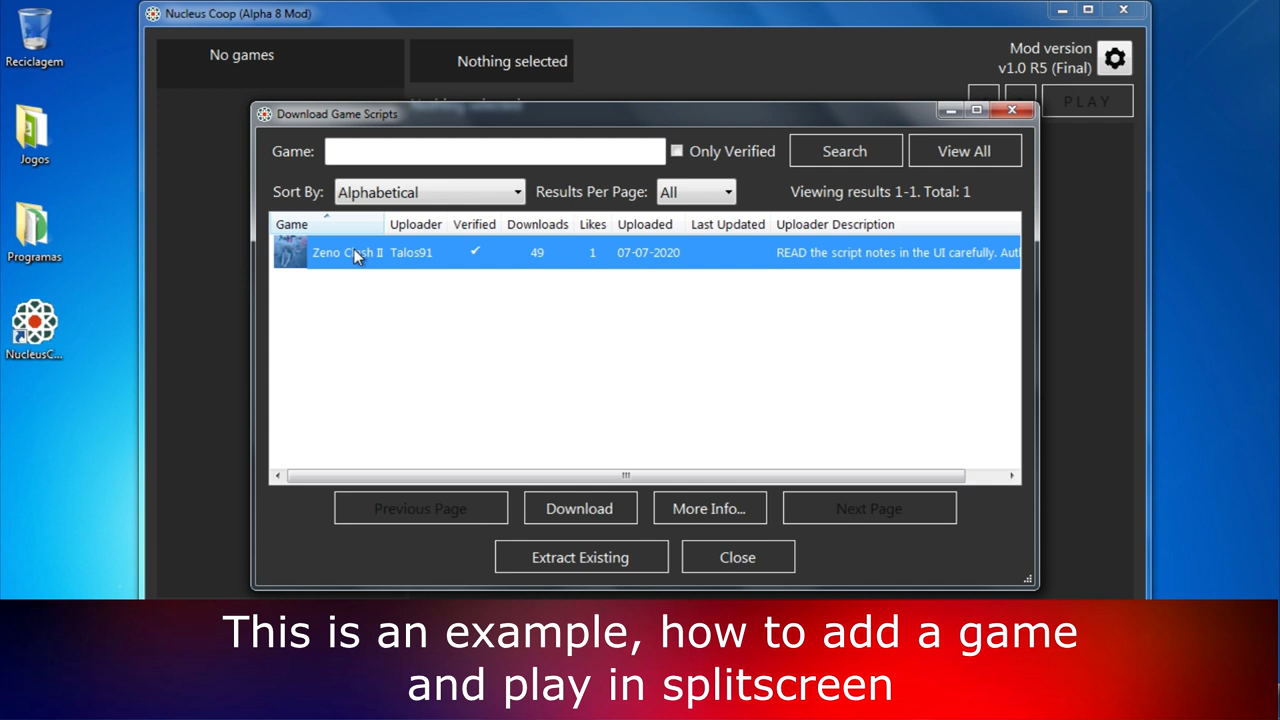 Reciclagem
Jogos
Programas
NucleusC...
Nucleus Coop (Alpha 8 Mod)
No games
Nothing selected
Mod version
v1.0 R5 (Final)
Nothing selected
PLAY
Download Game Scripts
Game:
Only Verified
Search
View All
Sort By:
Alphabetical
Results Per Page:
All
Viewing results 1-1. Total: 1
Game Uploader Verified Downloads Likes Uploaded Last Updated Uploader Description
Zeno Clash II Talos91 ✓ 49 1 07-07-2020 READ the script notes in the UI carefully. Aut
Previous Page
Download
More Info...
Next Page
Extract Existing
Close
This is an example, how to add a game
and play in splitscreen